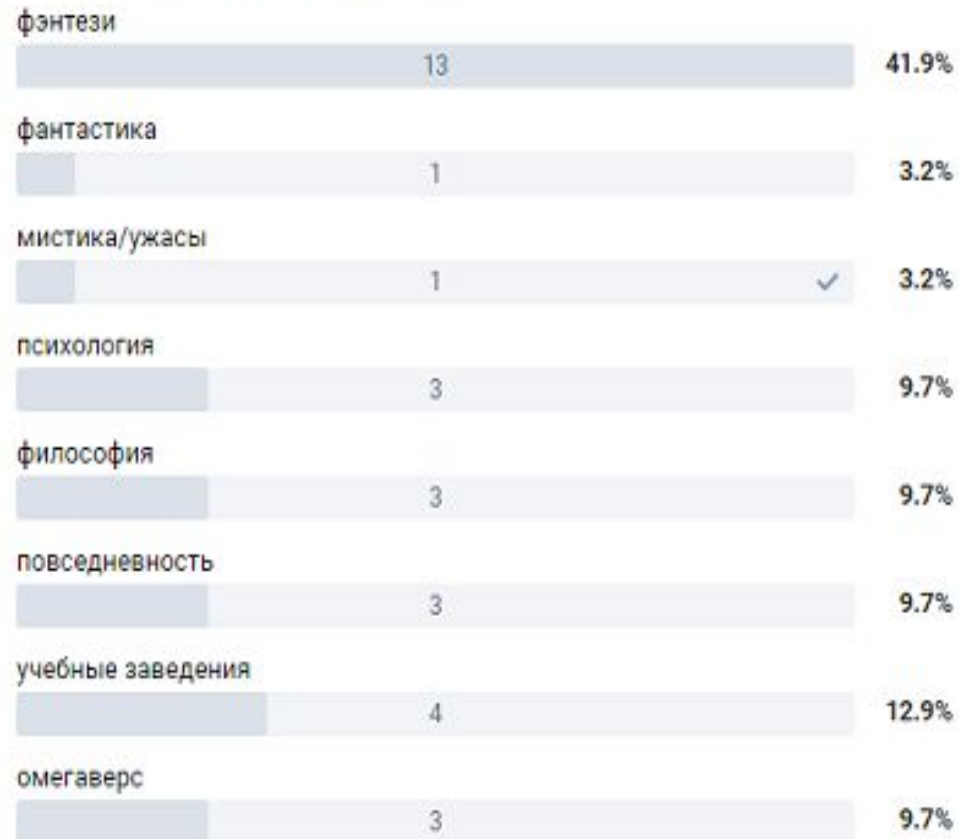 фэнтези
13 41.9%
фантастика
1 3.2%
мистика/ужасы
1 3.2%
психология
3 9.7%
философия
3 9.7%
повседневность
3 9.7%
учебные заведения
4 12.9%
омегаверс
3 9.7%